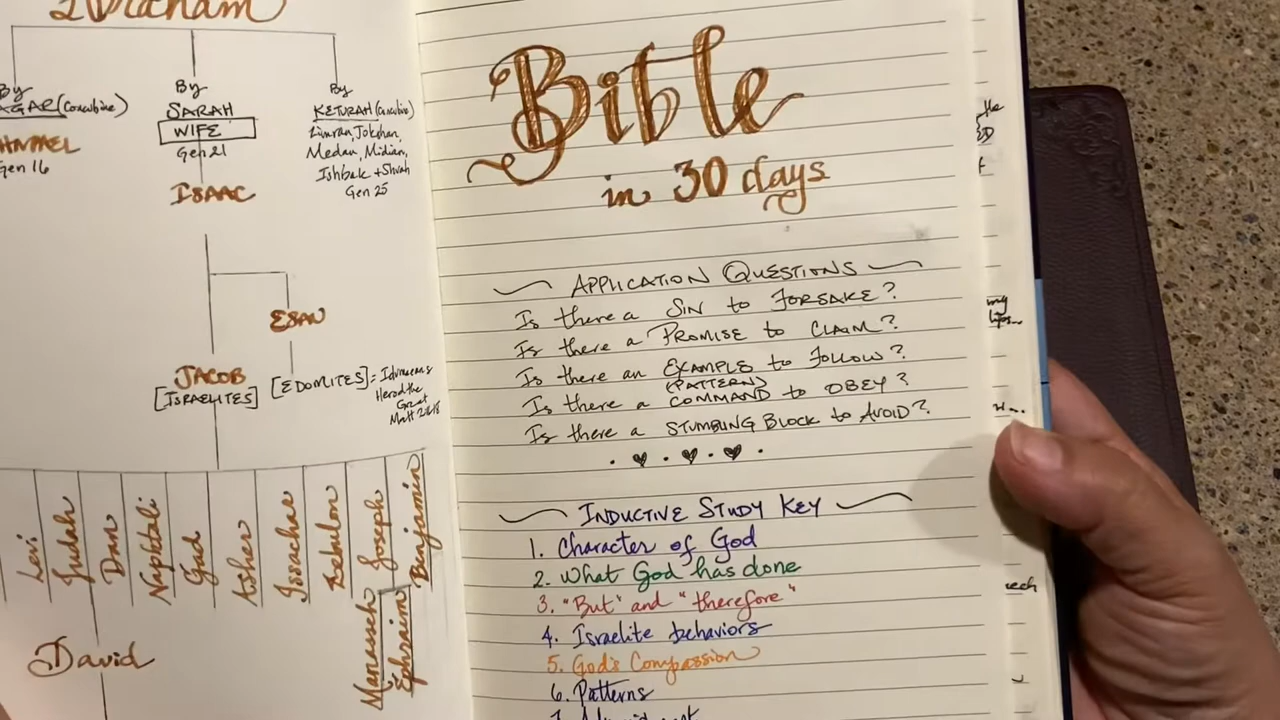 Abraham
By
AGAR (Concubine)
Gen 16
By
SARAH
WIFE
Gen 21
ISAAC
By
KETURAH (Concubine)
Zimran, Jokshan,
Medan, Midian,
Ishbak + Shuah
Gen 25
ESAU
JACOB
[ISRAELITES]
[EDOMITES] = Idumeans
Herod the
Great
Levi
Judah
Dan
Naphtali
Gad
Asher
Issachar
Zebulon
Joseph
Benjamin
Manasseh
Ephraim
David
Bible
in 30 days
APPLICATION QUESTIONS
Is there a SIN to FORSAKE?
Is there a PROMISE to CLAIM?
Is there an EXAMPLE to FOLLOW?
(PATTERN)
Is there a COMMAND to OBEY?
Is there a STUMBLING BLOCK to AVOID?
INDUCTIVE STUDY KEY
1. Character of God
2. What God has done
3. "But" and "therefore"
4. Israelite behaviors
5. God's Compassion
6. Patterns
the
my